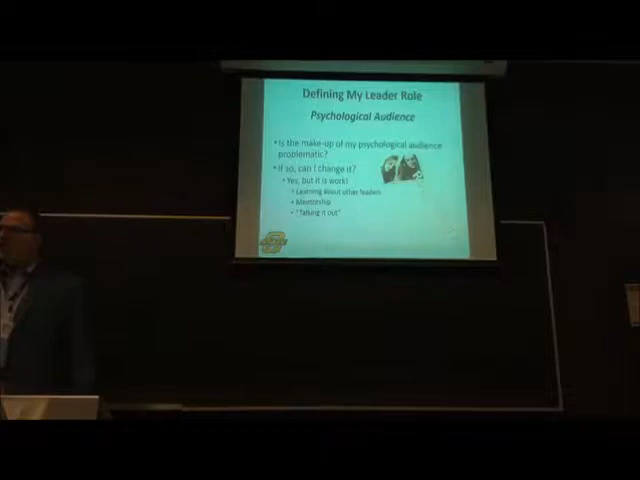 Defining My Leader Role
Psychological Audience
• Is the make-up of my psychological audience
problematic?
• If so, can I change it?
• Yes, but it is work!
• Learning about other leaders
• Mentorship
• "Talking it out"